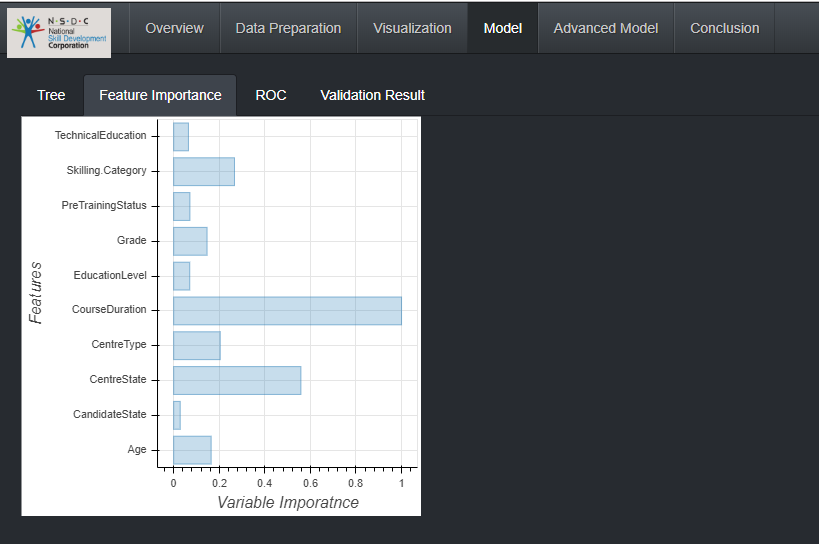 N·S·D·C
National
Skill Development
Corporation
Overview
Data Preparation
Visualization
Model
Advanced Model
Conclusion
Tree
Feature Importance
ROC
Validation Result
Features
TechnicalEducation
Skilling.Category
PreTrainingStatus
Grade
EducationLevel
CourseDuration
CentreType
CentreState
CandidateState
Age
0 0.2 0.4 0.6 0.8 1
Variable Imporatnce